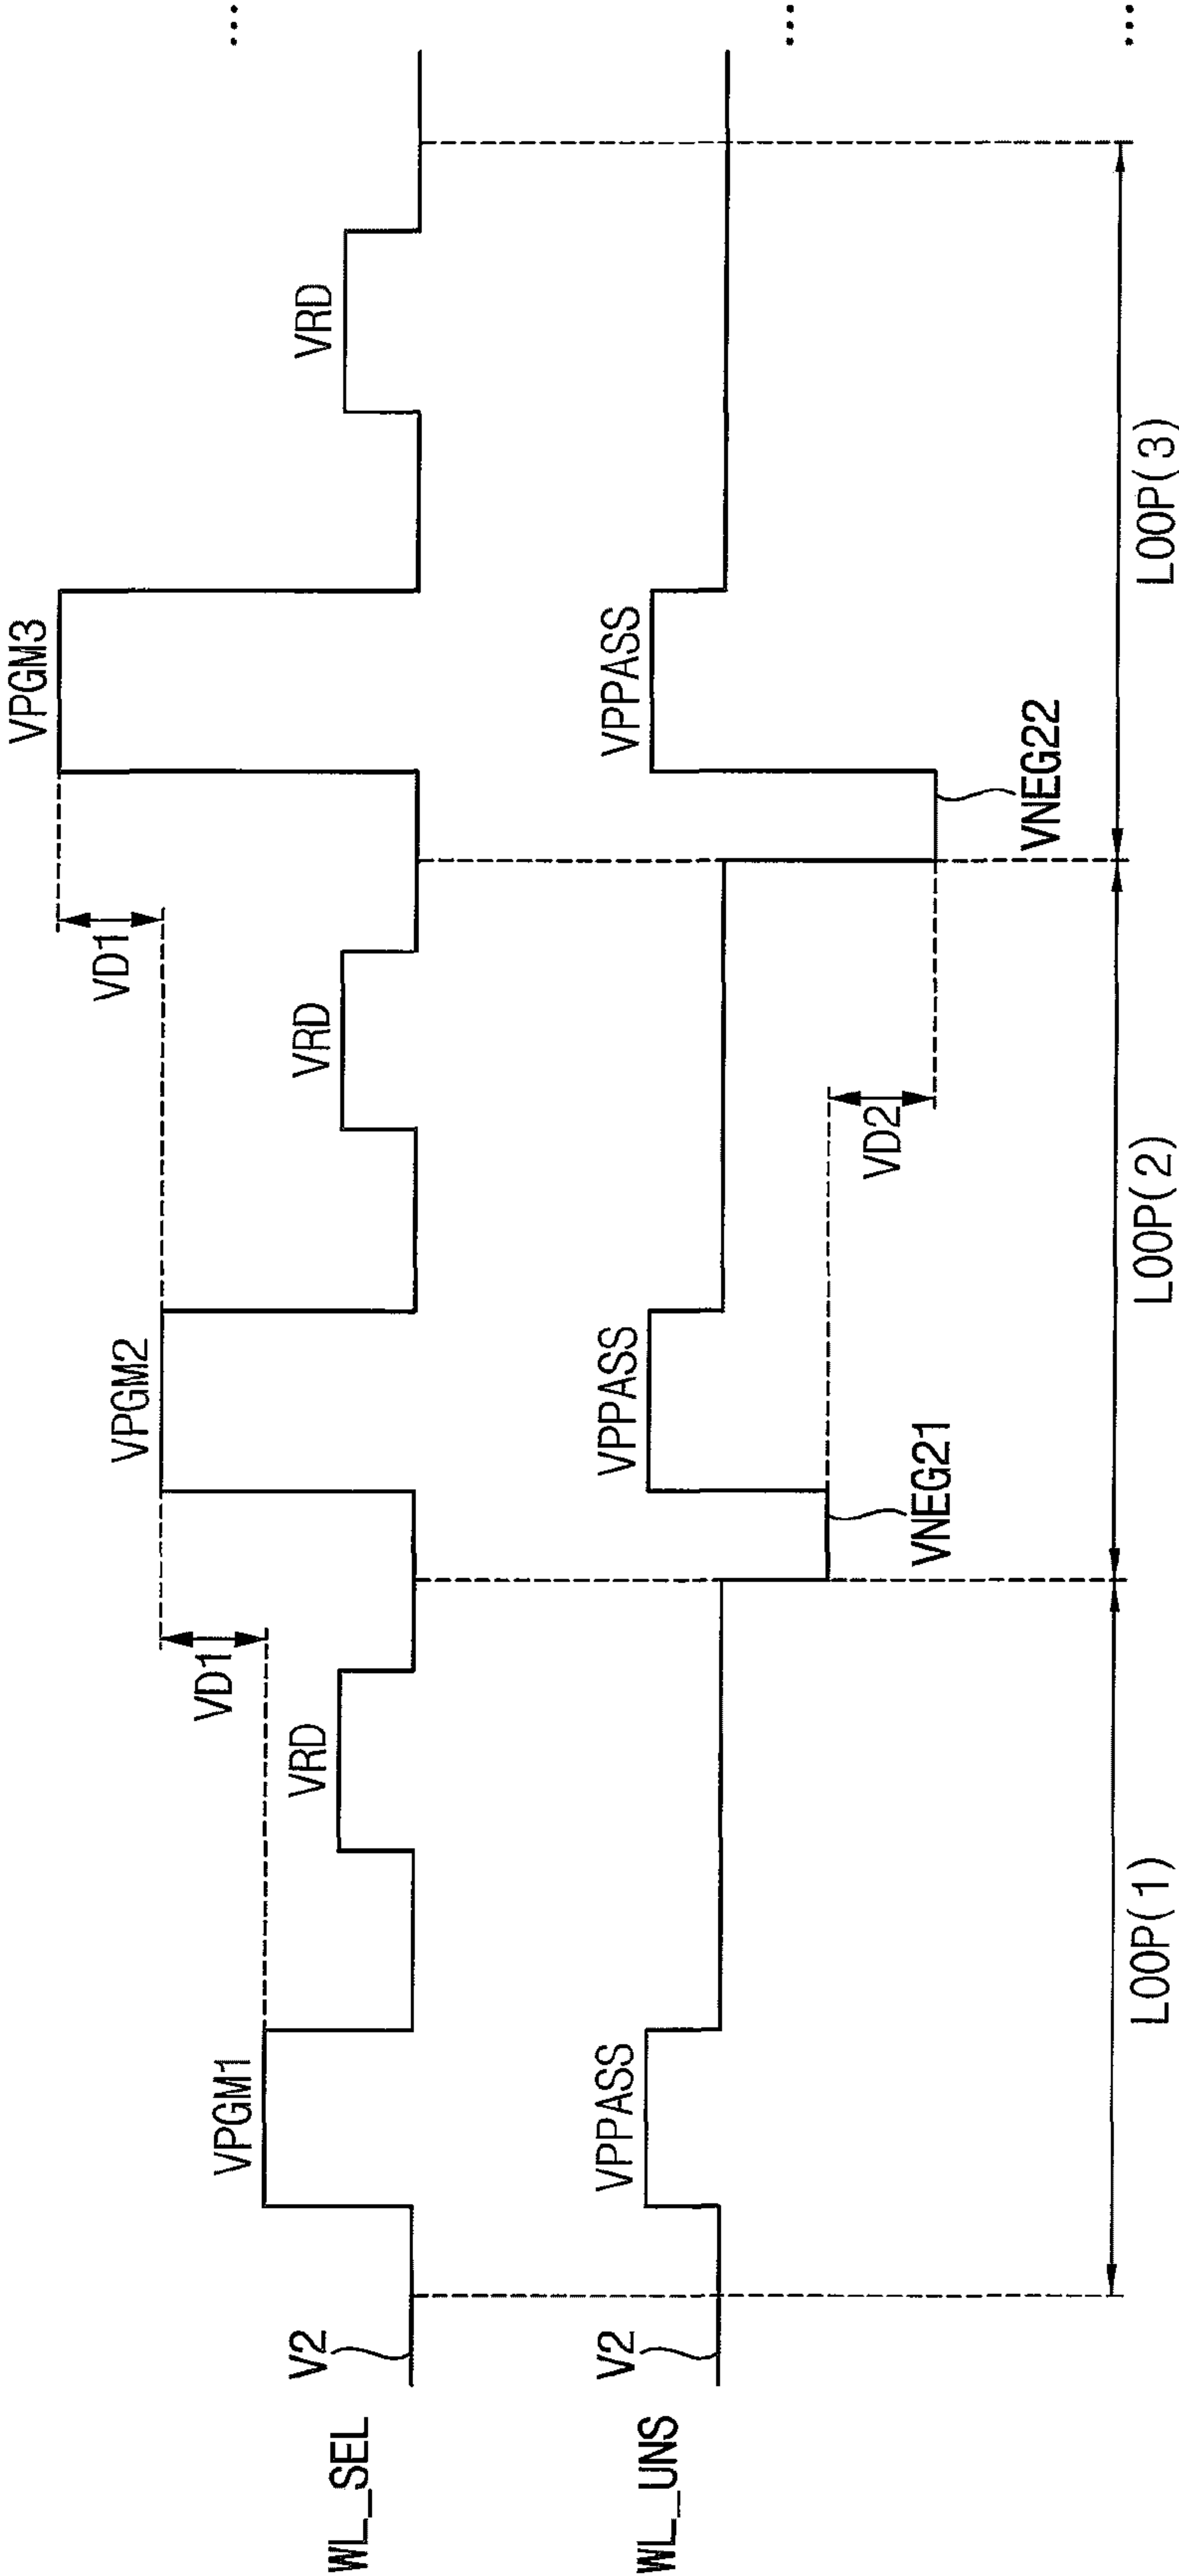 VPGM3
VD1
VPGM2
VD1
VPGM1
VRD
VRD
VRD
V2
WL_SEL
...
VPPASS
VPPASS
VPPASS
V2
WL_UNS
VD2
VNEG21
VNEG22
...
LOOP(1)
LOOP(2)
LOOP(3)
...